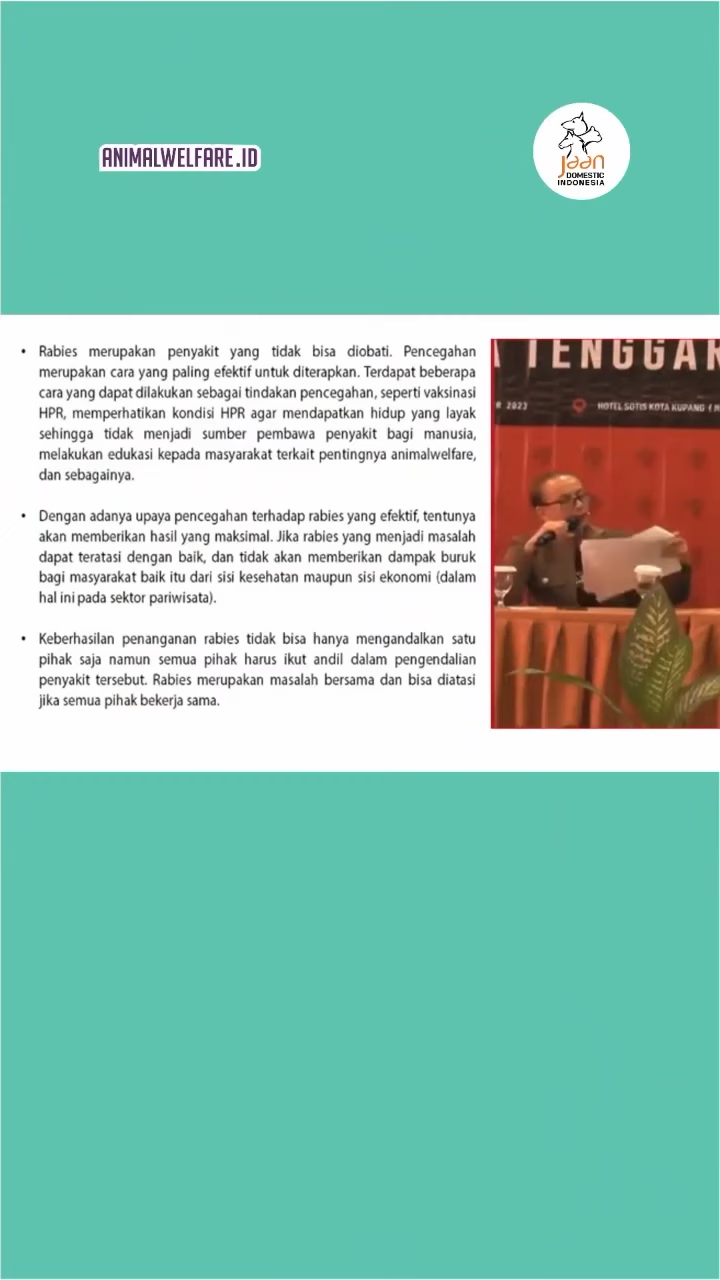 ANIMALWELFARE.ID
jaan
DOMESTIC
INDONESIA
• Rabies merupakan penyakit yang tidak bisa diobati. Pencegahan
merupakan cara yang paling efektif untuk diterapkan. Terdapat beberapa
cara yang dapat dilakukan sebagai tindakan pencegahan, seperti vaksinasi
HPR, memperhatikan kondisi HPR agar mendapatkan hidup yang layak
sehingga tidak menjadi sumber pembawa penyakit bagi manusia,
melakukan edukasi kepada masyarakat terkait pentingnya animalwelfare,
dan sebagainya.
• Dengan adanya upaya pencegahan terhadap rabies yang efektif, tentunya
akan memberikan hasil yang maksimal. Jika rabies yang menjadi masalah
dapat teratasi dengan baik, dan tidak akan memberikan dampak buruk
bagi masyarakat baik itu dari sisi kesehatan maupun sisi ekonomi (dalam
hal ini pada sektor pariwisata).
• Keberhasilan penanganan rabies tidak bisa hanya mengandalkan satu
pihak saja namun semua pihak harus ikut andil dalam pengendalian
penyakit tersebut. Rabies merupakan masalah bersama dan bisa diatasi
jika semua pihak bekerja sama.
TENGGAR
HOTEL SOTIS KOTA KUPANG